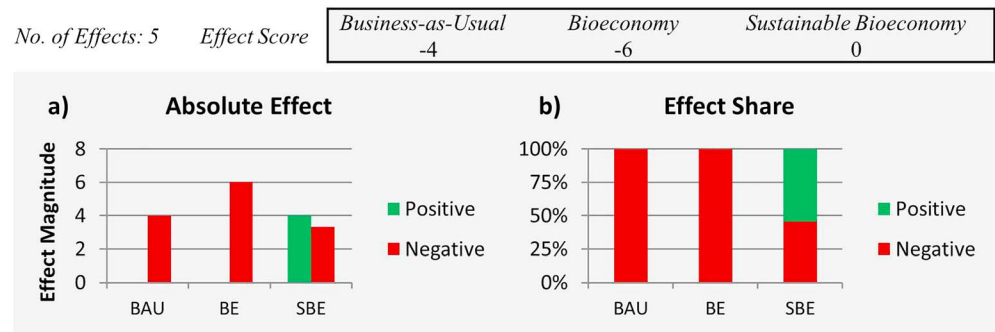 No. of Effects: 5 Effect Score
Business-as-Usual Bioeconomy Sustainable Bioeconomy
-4 -6 0
a) Absolute Effect
Effect Magnitude
8
6
4
2
0
BAU BE SBE
Positive
Negative
b) Effect Share
100%
75%
50%
25%
0%
BAU BE SBE
Positive
Negative